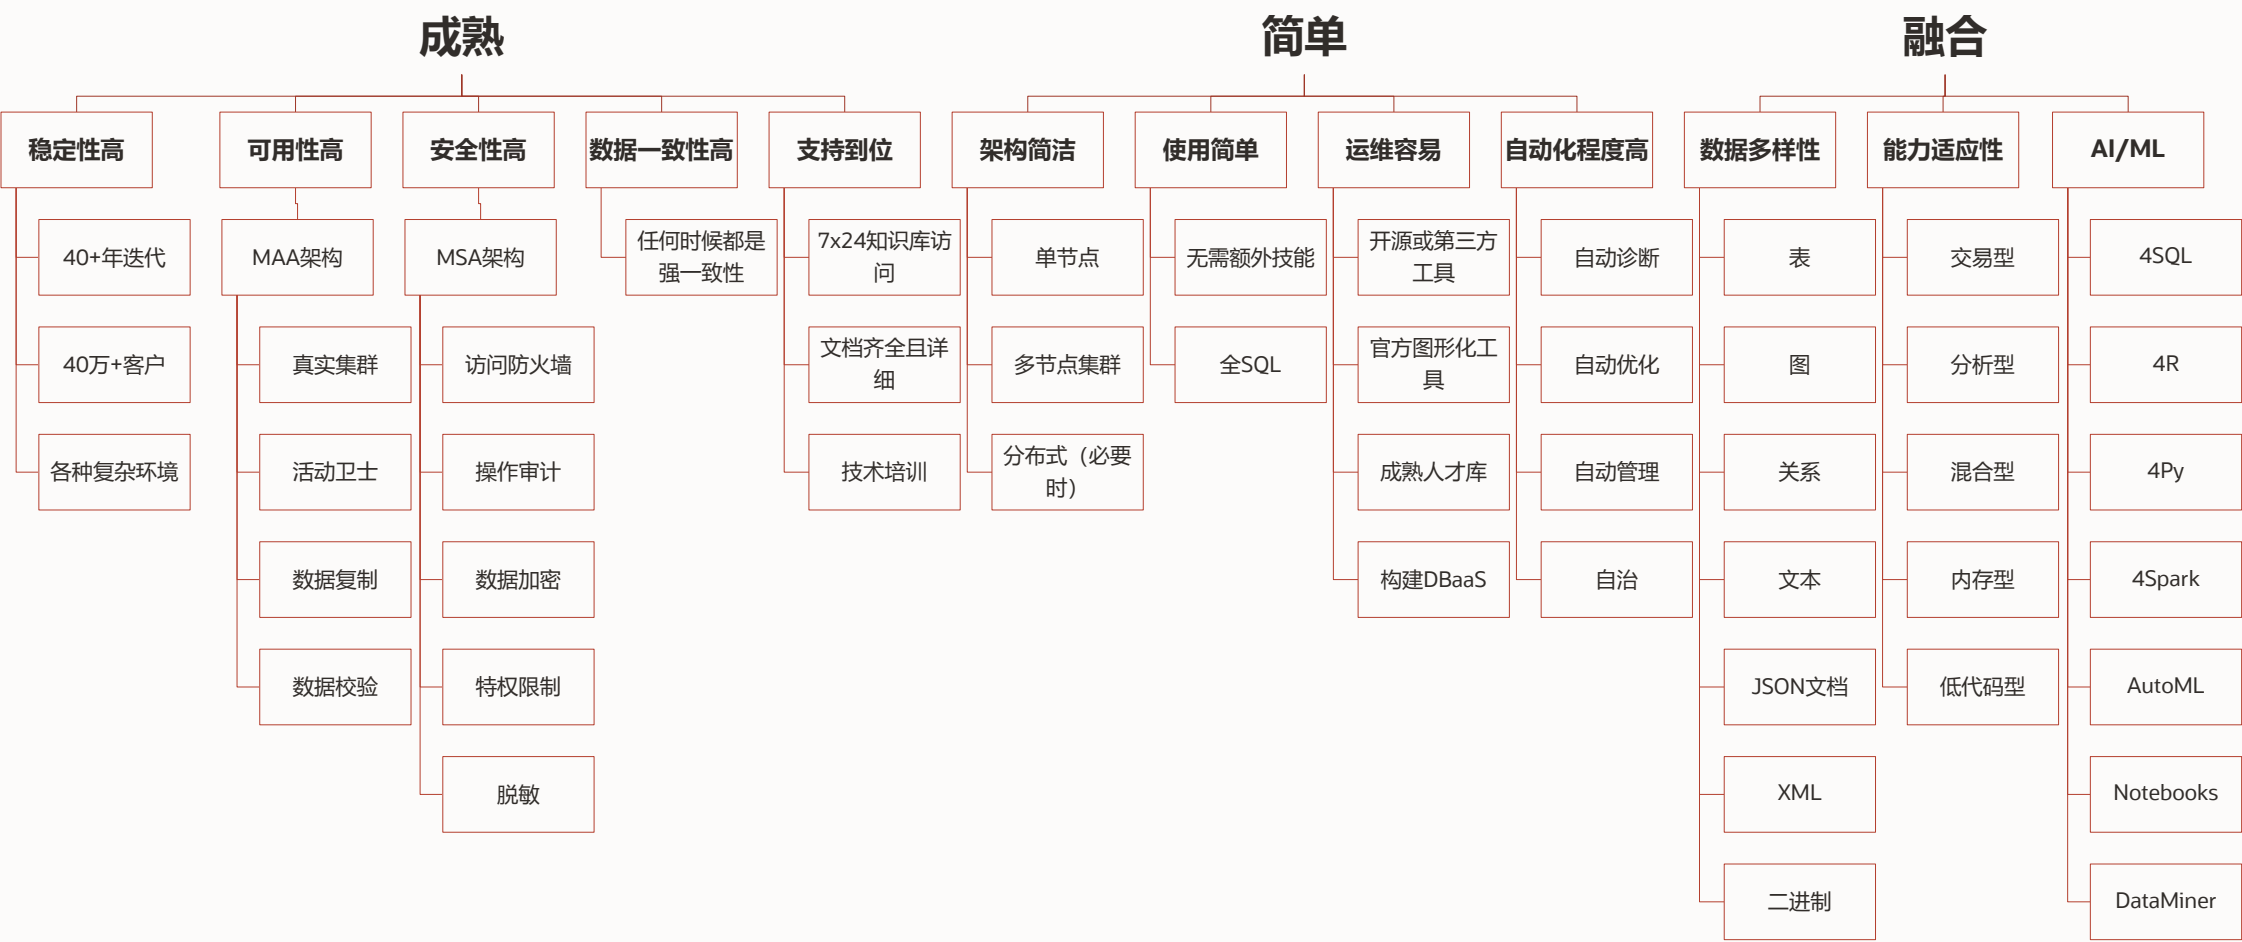 成熟
简单
融合
稳定性高
可用性高
安全性高
数据一致性高
支持到位
架构简洁
使用简单
运维容易
自动化程度高
数据多样性
能力适应性
AI/ML
40+年迭代
MAA架构
MSA架构
任何时候都是
强一致性
7x24知识库访
问
单节点
无需额外技能
开源或第三方
工具
自动诊断
表
交易型
4SQL
40万+客户
真实集群
访问防火墙
文档齐全且详
细
多节点集群
全SQL
官方图形化工
具
自动优化
图
分析型
4R
各种复杂环境
活动卫士
操作审计
技术培训
分布式（必要
时）
成熟人才库
自动管理
关系
混合型
4Py
数据复制
数据加密
构建DBaaS
自治
文本
内存型
4Spark
数据校验
特权限制
JSON文档
低代码型
AutoML
脱敏
XML
Notebooks
二进制
DataMiner